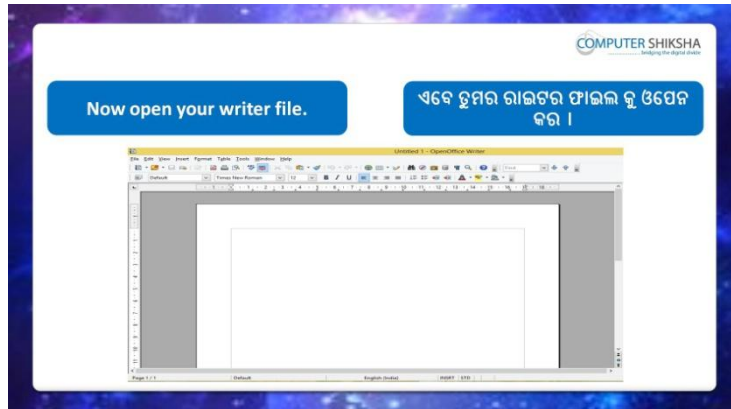 COMPUTER SHIKSHA
bridging the digital divide
Now open your writer file.
ଏବେ ତୁମର ରାଇଟର ଫାଇଲ କୁ ଓପେନ
କର ।
Untitled 1 - OpenOffice Writer
File Edit View Insert Format Table Tools Window Help
Find
Default Times New Roman 12 B I U
Page 1 / 1 Default English (India) INSRT STD